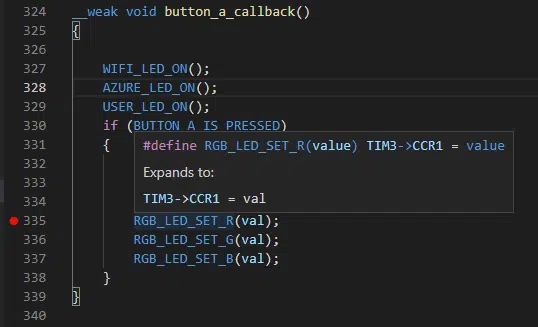 324 __weak void button_a_callback()
325 {
326
327 WIFI_LED_ON();
328 AZURE_LED_ON();
329 USER_LED_ON();
330 if (BUTTON_A_IS_PRESSED)
331 {
#define RGB_LED_SET_R(value) TIM3->CCR1 = value
332
Expands to:
333
TIM3->CCR1 = val
334
335 RGB_LED_SET_R(val);
336 RGB_LED_SET_G(val);
337 RGB_LED_SET_B(val);
338 }
339 }
340